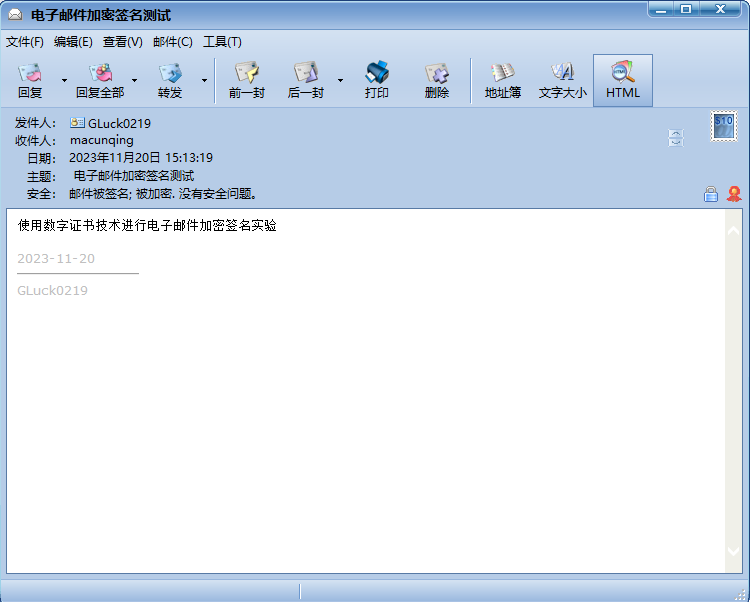 电子邮件加密签名测试
文件(F) 编辑(E) 查看(V) 邮件(C) 工具(T)
回复 回复全部 转发 前一封 后一封 打印 删除 地址簿 文字大小 HTML
发件人: GLuck0219
收件人: macunqing
日期: 2023年11月20日 15:13:19
主题: 电子邮件加密签名测试
安全: 邮件被签名; 被加密. 没有安全问题。
S10
使用数字证书技术进行电子邮件加密签名实验
2023-11-20
GLuck0219